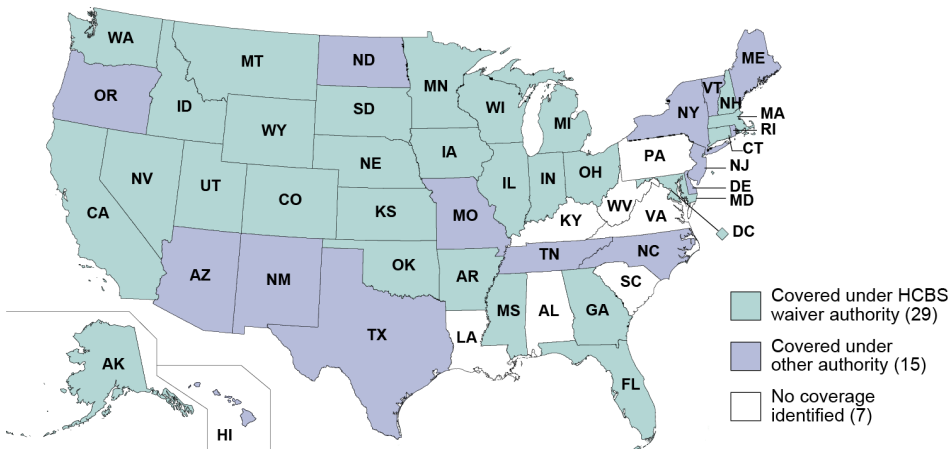 WA
MT
ND
MN
ME
VT
NH
OR
ID
SD
WI
NY
MA
RI
WY
MI
CT
PA
IA
NE
NJ
NV
UT
IL
IN
OH
DE
MD
CO
WV
CA
KS
MO
KY
VA
DC
NC
TN
AZ
NM
OK
AR
SC
MS
AL
GA
TX
LA
AK
FL
HI
Covered under HCBS
waiver authority (29)
Covered under
other authority (15)
No coverage
identified (7)